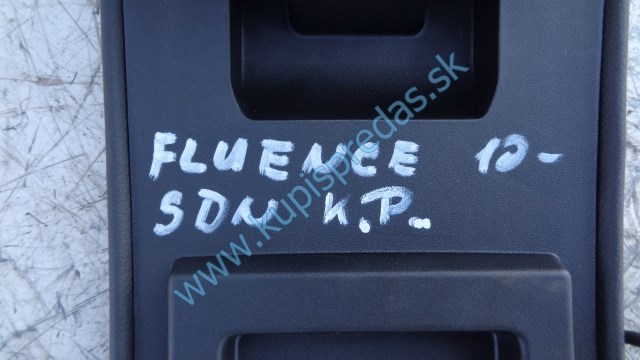 FLUENCE 10-
SDN K.P..
www.kupispredas.sk